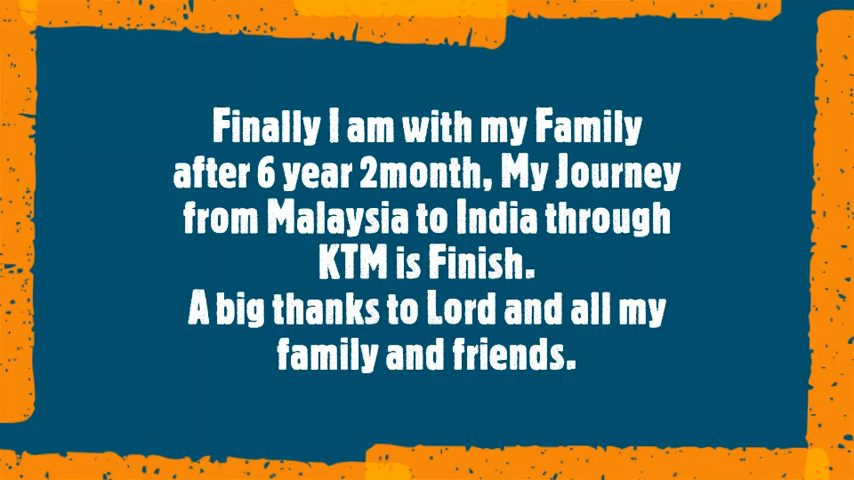 Finally I am with my Family
after 6 year 2month, My Journey
from Malaysia to India through
KTM is Finish.
A big thanks to Lord and all my
family and friends.